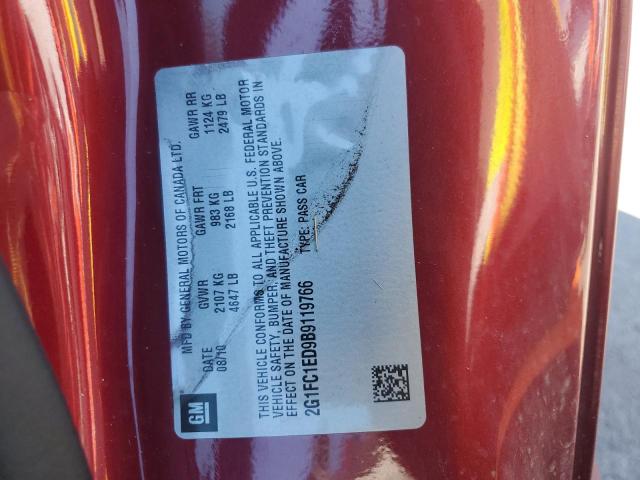 GM
MFD BY GENERAL MOTORS OF CANADA LTD.
DATE GVWR GAWR FRT GAWR RR
08/10 2107 KG 983 KG 1124 KG
4647 LB 2168 LB 2479 LB
THIS VEHICLE CONFORMS TO ALL APPLICABLE U.S. FEDERAL MOTOR
VEHICLE SAFETY, BUMPER, AND THEFT PREVENTION STANDARDS IN
EFFECT ON THE DATE OF MANUFACTURE SHOWN ABOVE.
2G1FC1ED9B9119766 TYPE: PASS CAR